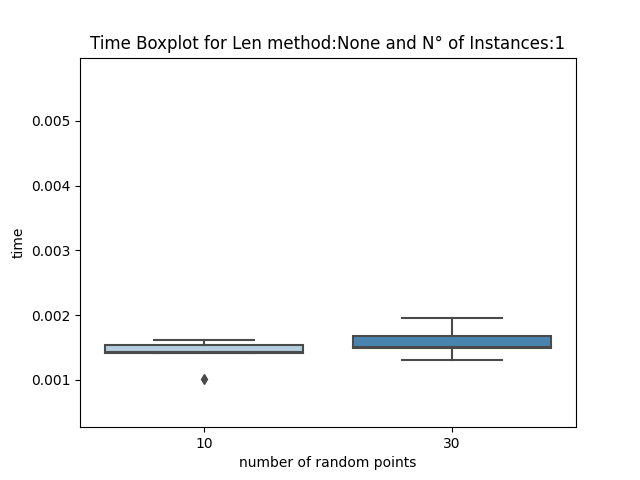 Time Boxplot for Len method:None and N° of Instances:1
0.005
0.004
0.003
0.002
0.001
time
10 30
number of random points